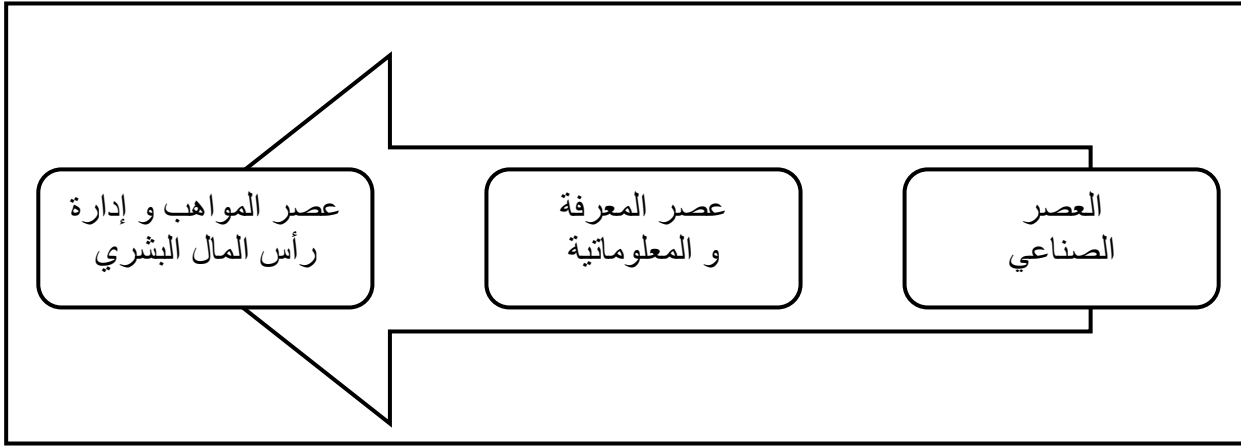 العصر
الصناعي
عصر المعرفة
و المعلوماتية
عصر المواهب و إدارة
رأس المال البشري